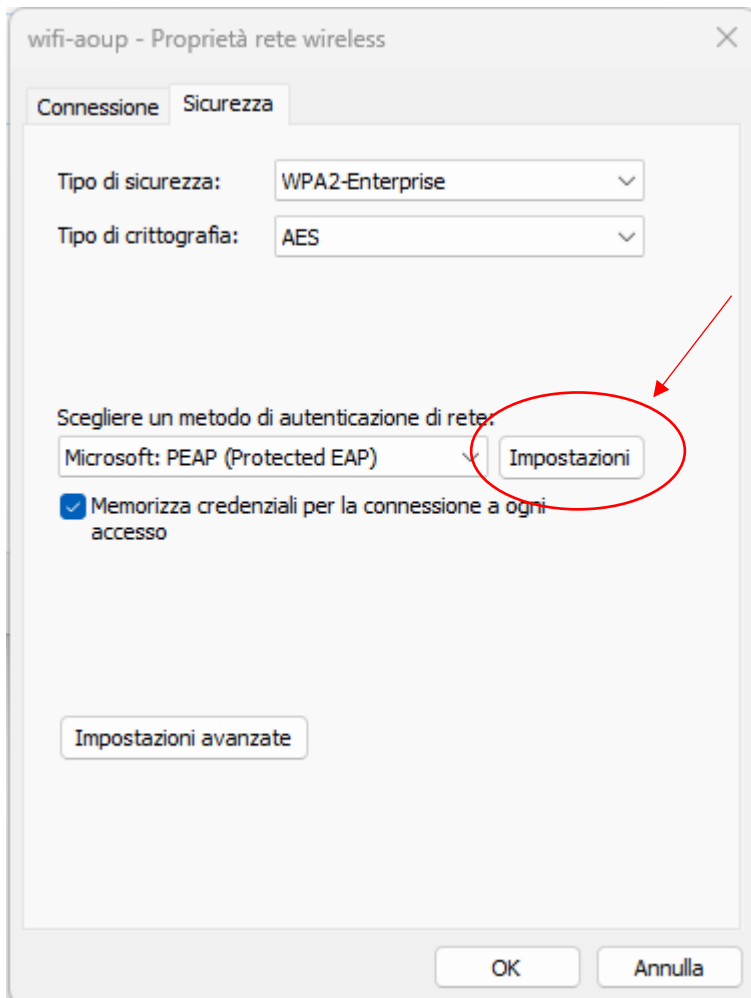 wifi-aoup - Proprietà rete wireless
Connessione
Sicurezza
Tipo di sicurezza:
WPA2-Enterprise
Tipo di crittografia:
AES
Scegliere un metodo di autenticazione di rete:
Microsoft: PEAP (Protected EAP)
Impostazioni
Memorizza credenziali per la connessione a ogni
accesso
Impostazioni avanzate
OK
Annulla